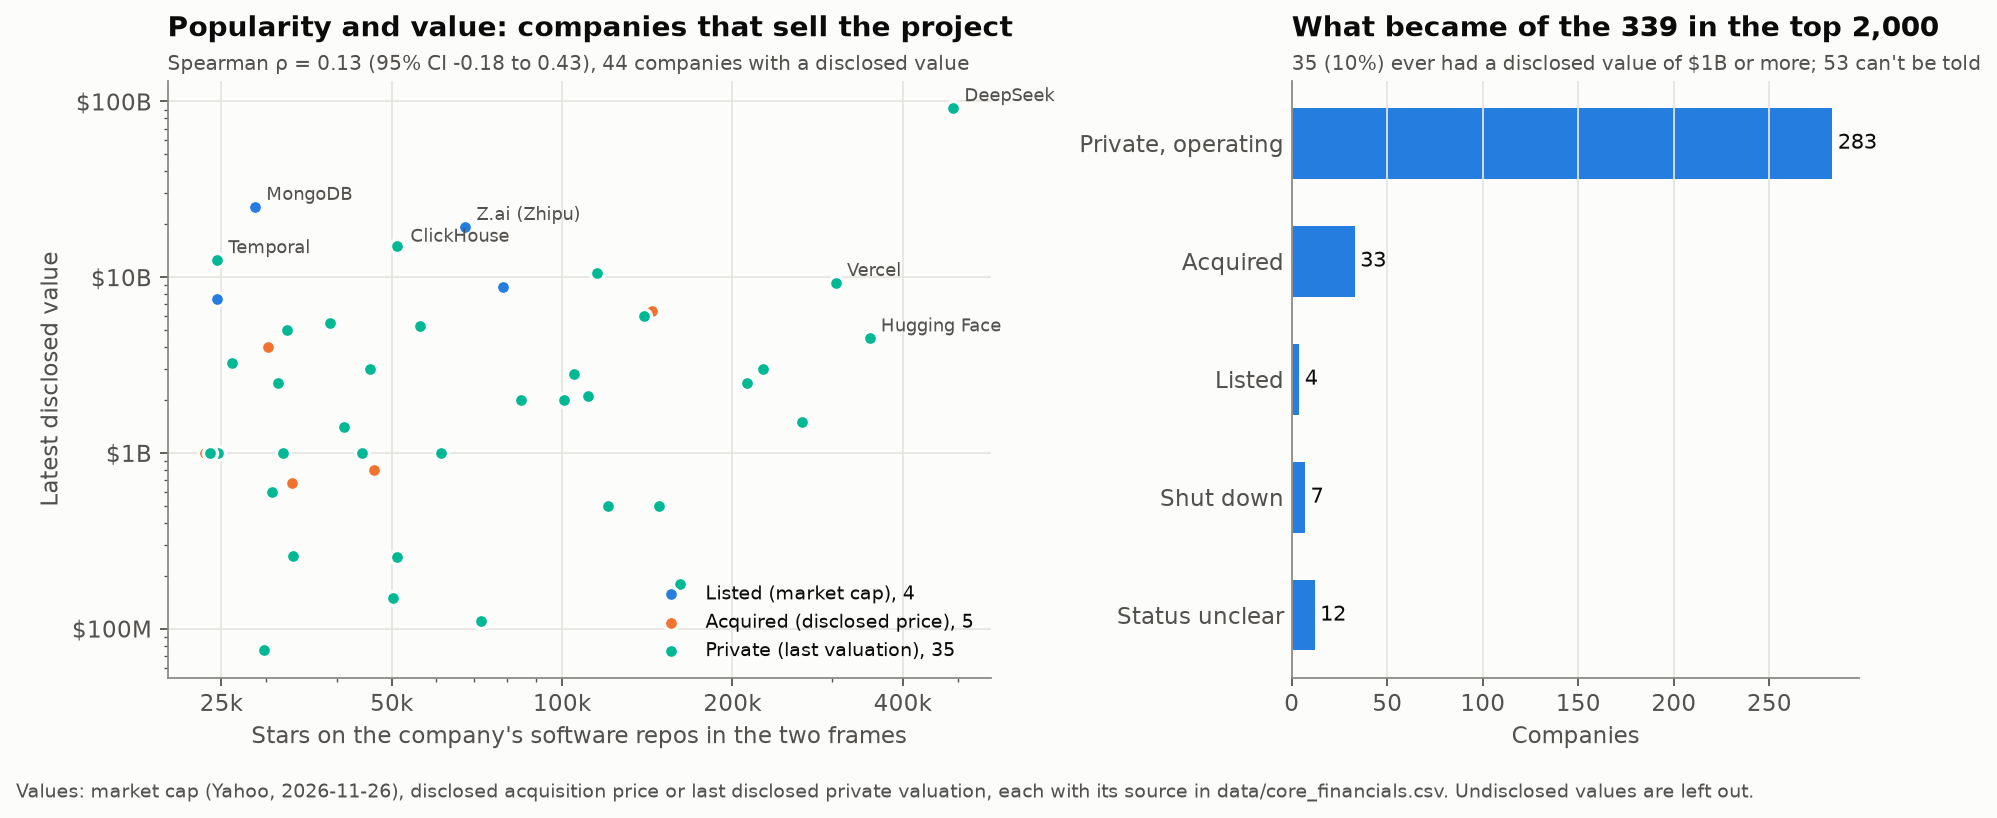 Popularity and value: companies that sell the project
Spearman ρ = 0.13 (95% CI -0.18 to 0.43), 44 companies with a disclosed value
$100B
$10B
$1B
$100M
Latest disclosed value
DeepSeek
MongoDB
Z.ai (Zhipu)
ClickHouse
Temporal
Vercel
Hugging Face
Listed (market cap), 4
Acquired (disclosed price), 5
Private (last valuation), 35
25k
50k
100k
200k
400k
Stars on the company's software repos in the two frames
What became of the 339 in the top 2,000
35 (10%) ever had a disclosed value of $1B or more; 53 can't be told
Private, operating
283
Acquired
33
Listed
4
Shut down
7
Status unclear
12
0
50
100
150
200
250
Companies
Values: market cap (Yahoo, 2026-11-26), disclosed acquisition price or last disclosed private valuation, each with its source in data/core_financials.csv. Undisclosed values are left out.